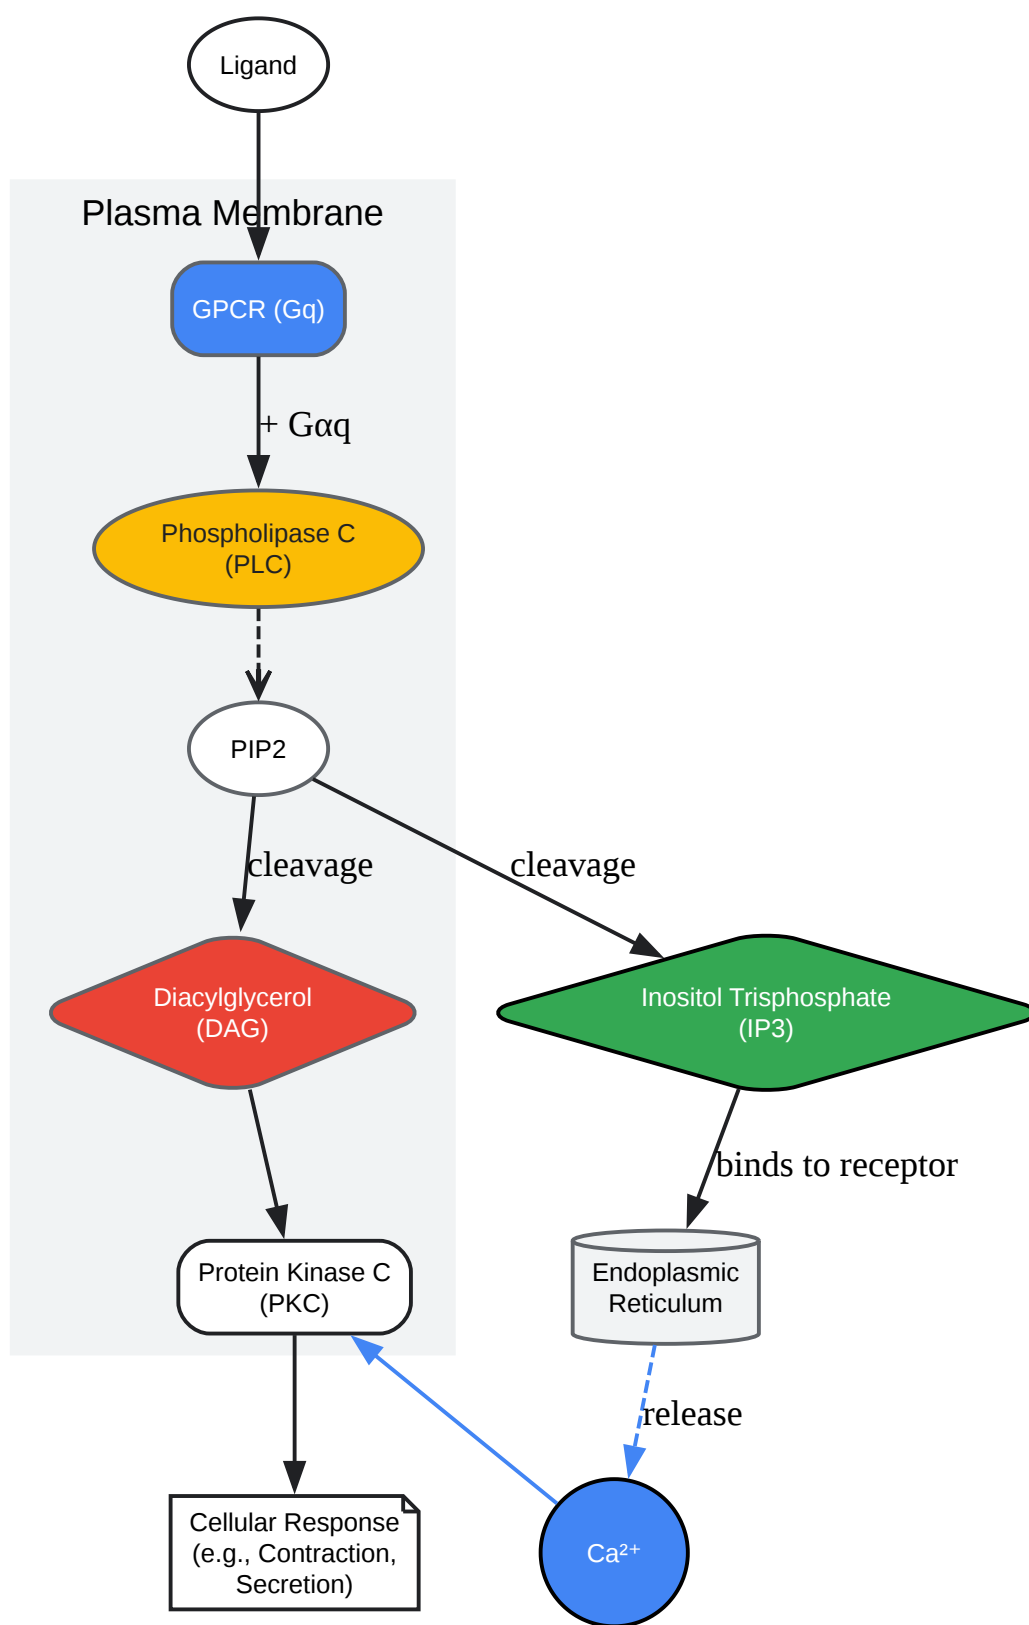 Ligand
Plasma Membrane
GPCR (Gq)
+ Gαq
Phospholipase C
(PLC)
PIP2
cleavage
cleavage
Diacylglycerol
(DAG)
Inositol Trisphosphate
(IP3)
binds to receptor
Protein Kinase C
(PKC)
Endoplasmic
Reticulum
release
Cellular Response
(e.g., Contraction,
Secretion)
Ca²⁺